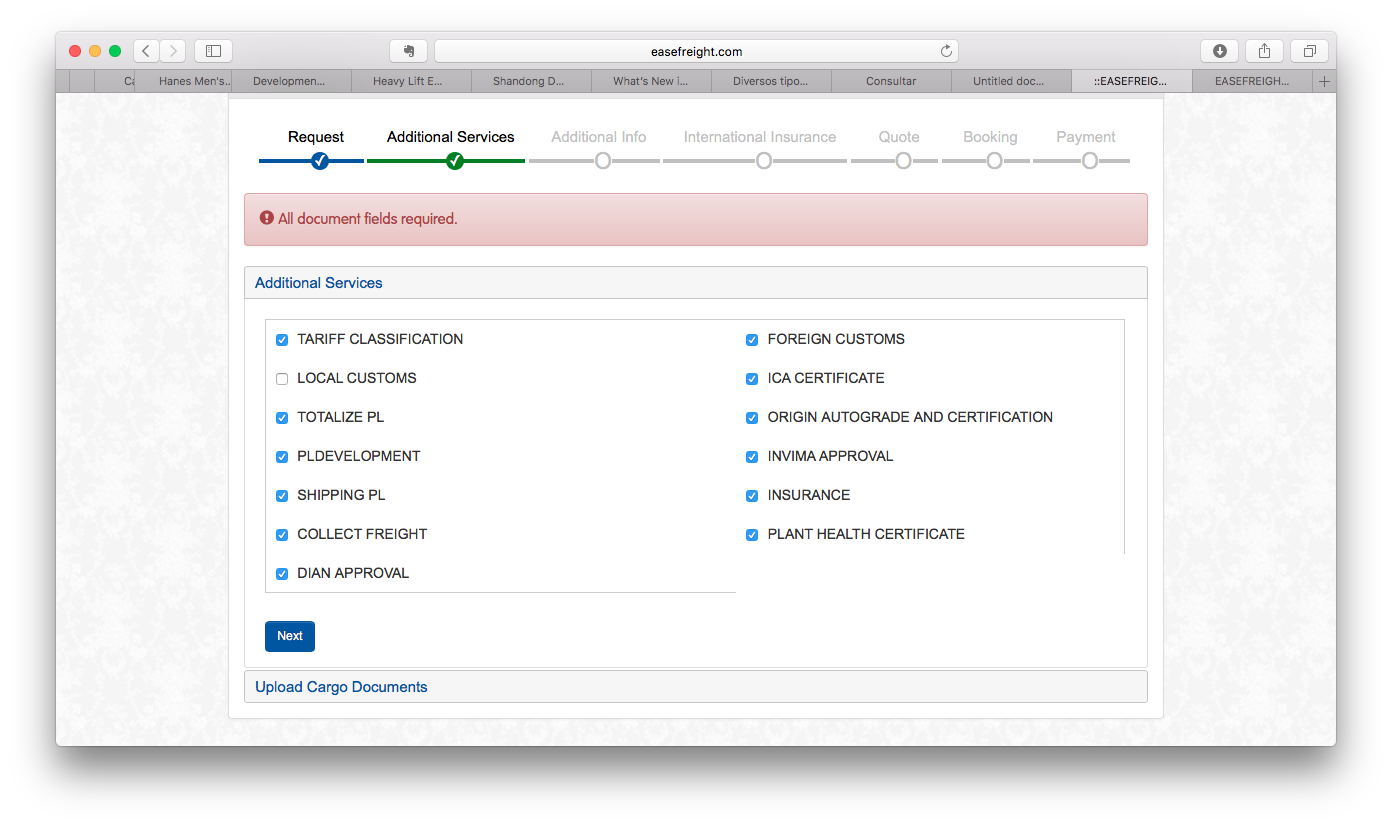 easefreight.com
Ca Hanes Men's.. Developmen... Heavy Lift E... Shandong D... What's New i... Diversos tipo... Consultar Untitled doc... ::EASEFREIG... EASEFREIGH...
Request Additional Services Additional Info International Insurance Quote Booking Payment
All document fields required.
Additional Services
TARIFF CLASSIFICATION FOREIGN CUSTOMS
LOCAL CUSTOMS ICA CERTIFICATE
TOTALIZE PL ORIGIN AUTOGRADE AND CERTIFICATION
PLDEVELOPMENT INVIMA APPROVAL
SHIPPING PL INSURANCE
COLLECT FREIGHT PLANT HEALTH CERTIFICATE
DIAN APPROVAL
Next
Upload Cargo Documents